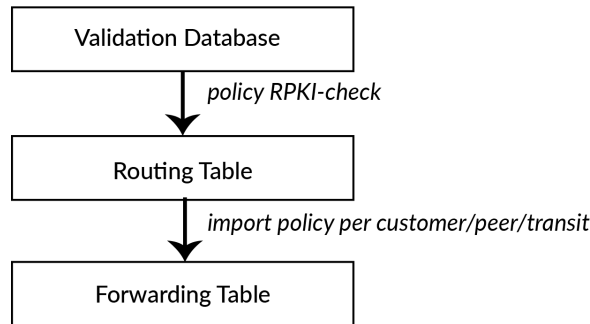 Validation Database
policy RPKI-check
Routing Table
import policy per customer/peer/transit
Forwarding Table